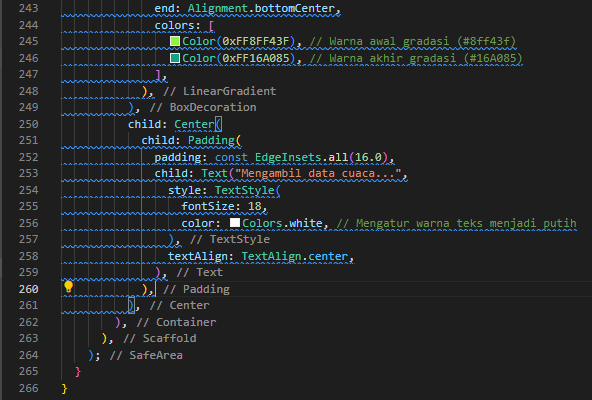 243 end: Alignment.bottomCenter,
244 colors: [
245 Color(0xFF8FF43F), // Warna awal gradasi (#8ff43f)
246 Color(0xFF16A085), // Warna akhir gradasi (#16A085)
247 ],
248 ), // LinearGradient
249 ), // BoxDecoration
250 child: Center(
251 child: Padding(
252 padding: const EdgeInsets.all(16.0),
253 child: Text("Mengambil data cuaca...",
254 style: TextStyle(
255 fontSize: 18,
256 color: Colors.white, // Mengatur warna teks menjadi putih
257 ), // TextStyle
258 textAlign: TextAlign.center,
259 ), // Text
260 ), // Padding
261 ), // Center
262 ), // Container
263 ), // Scaffold
264 ); // SafeArea
265 }
266 }